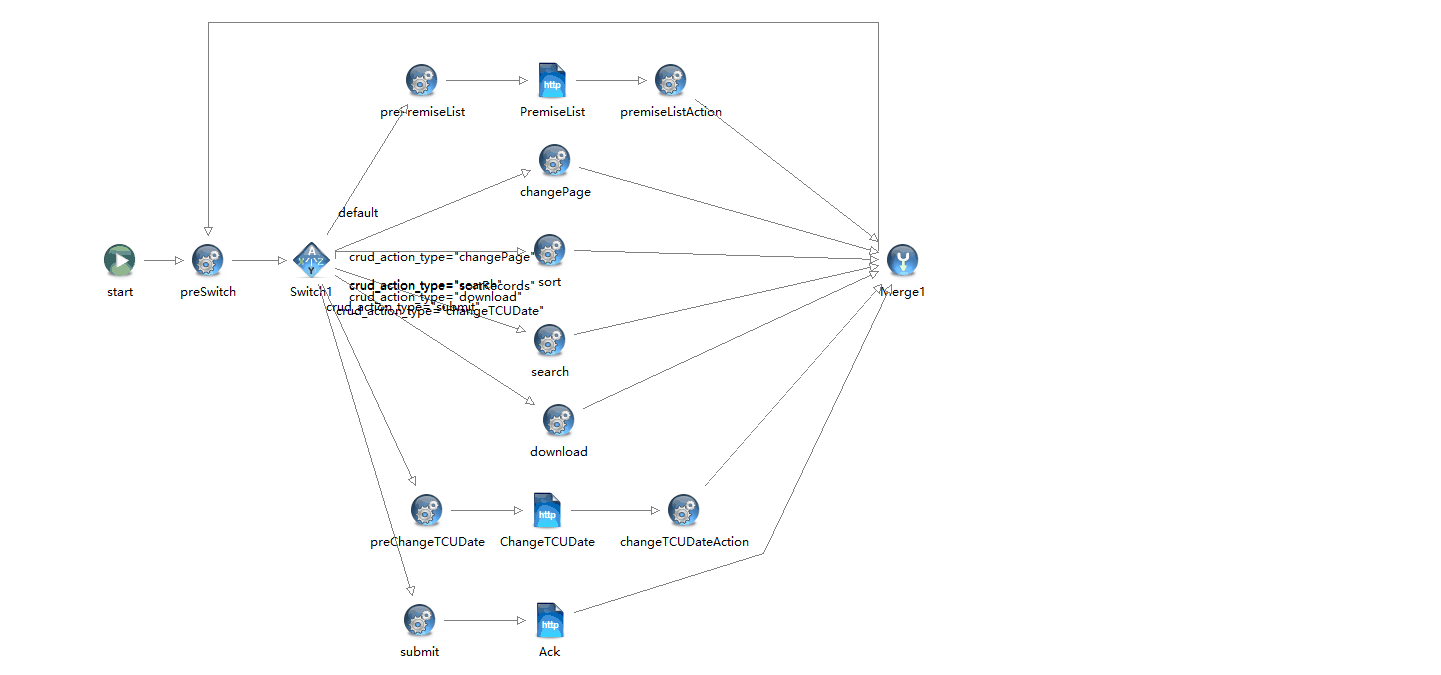 prePremiseList
http
PremiseList
premiseListAction
changePage
default
start
preSwitch
A
X
Z
Y
Switch1
crud_action_type="changePage"
sort
crud_action_type="sortRecords"
crud_action_type="search"
crud_action_type="download"
crud_action_type="submit"
crud_action_type="changeTCUDate"
Merge1
search
download
preChangeTCUDate
http
ChangeTCUDate
changeTCUDateAction
submit
http
Ack